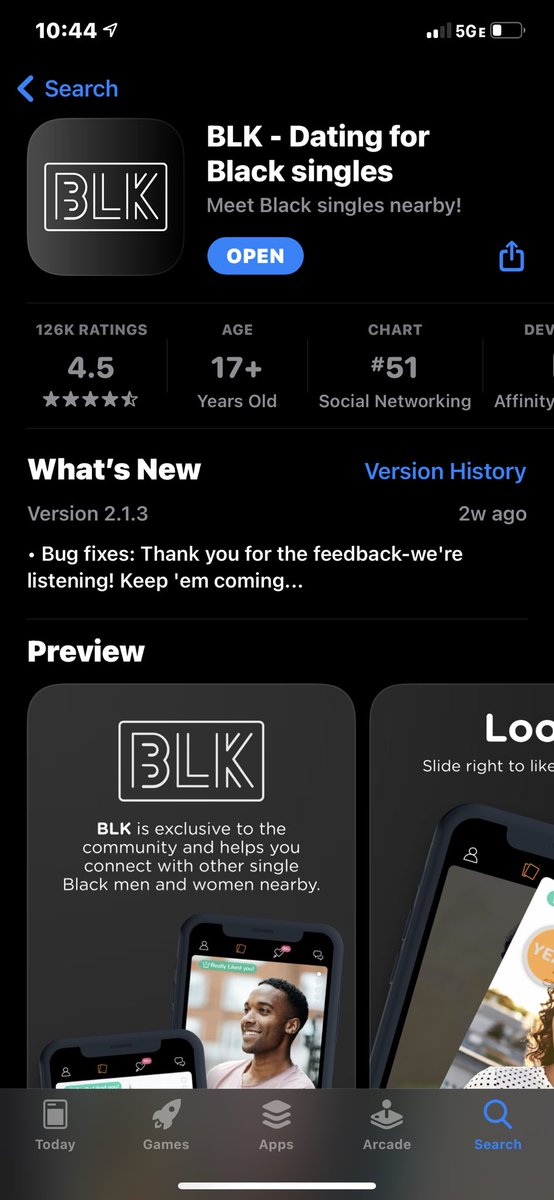 10:44
5GE
Search
BLK
BLK - Dating for
Black singles
Meet Black singles nearby!
OPEN
126K RATINGS
4.5
AGE
17+
Years Old
CHART
#51
Social Networking
DEV
Affinity
What's New
Version History
Version 2.1.3
2w ago
• Bug fixes: Thank you for the feedback-we're
listening! Keep 'em coming...
Preview
BLK
BLK is exclusive to the
community and helps you
connect with other single
Black men and women nearby.
Really Liked you!
Loo
Slide right to like
YE
Today
Games
Apps
Arcade
Search